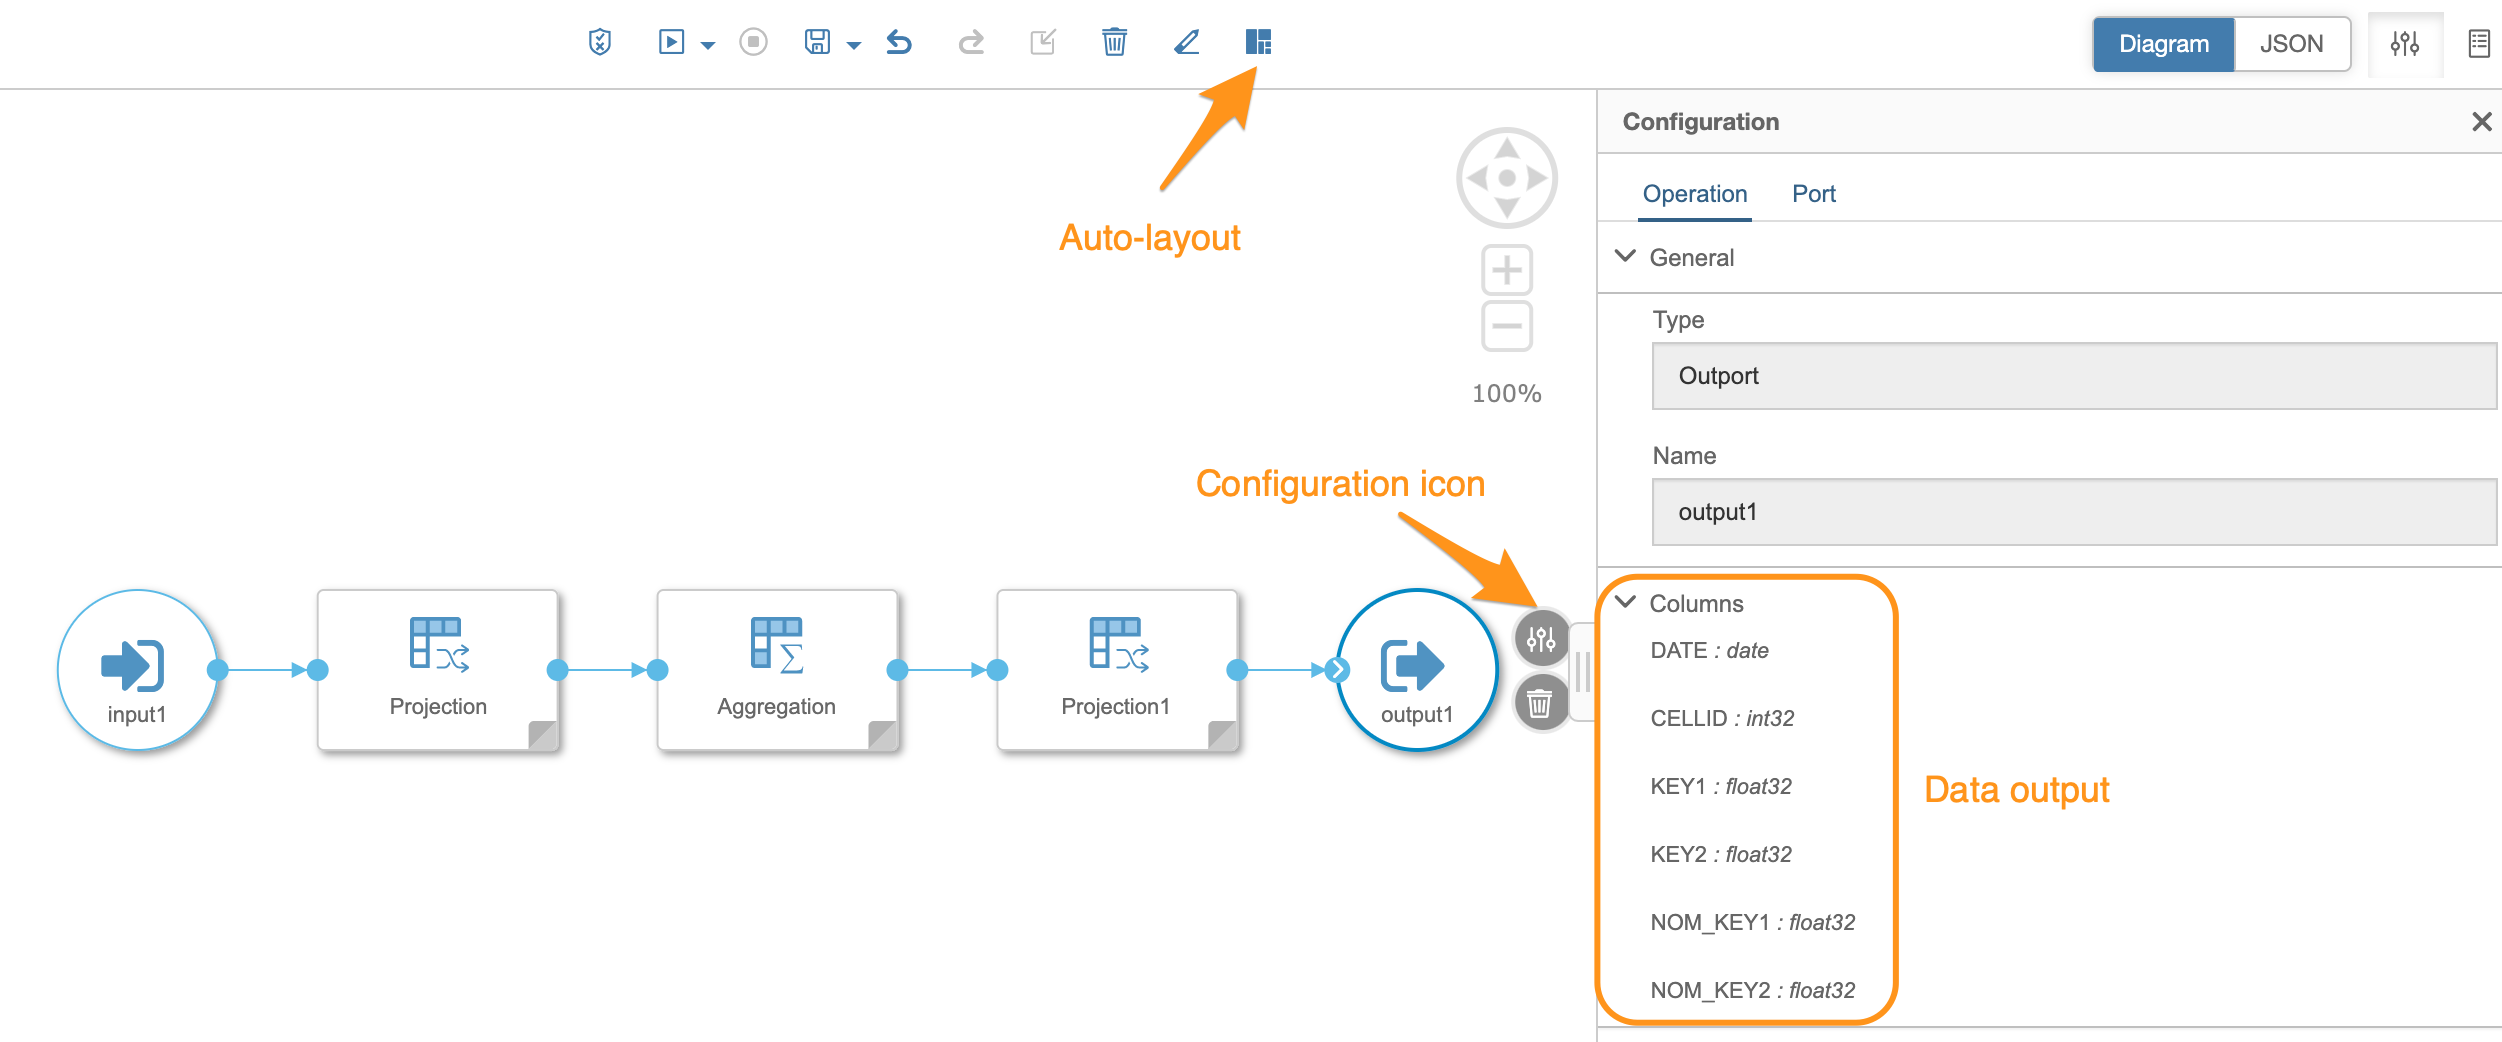 Diagram
JSON
Auto-layout
100%
Configuration icon
input1
Projection
Aggregation
Projection1
output1
Configuration
Operation
Port
General
Type
Outport
Name
output1
Columns
DATE : date
CELLID : int32
KEY1 : float32
KEY2 : float32
NOM_KEY1 : float32
NOM_KEY2 : float32
Data output